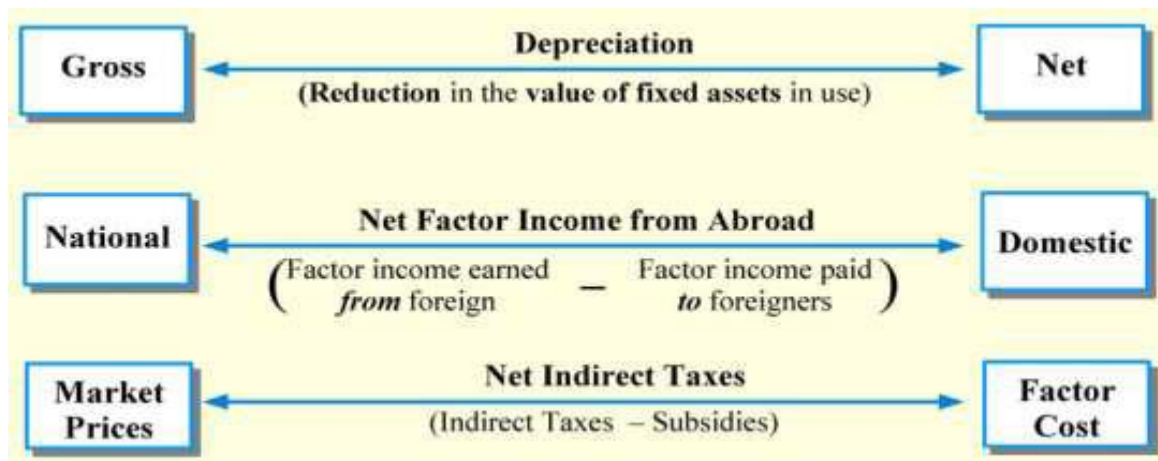 Gross
Depreciation
(Reduction in the value of fixed assets in use)
Net
National
Net Factor Income from Abroad
(Factor income earned from foreign – Factor income paid to foreigners)
Domestic
Market
Prices
Net Indirect Taxes
(Indirect Taxes – Subsidies)
Factor
Cost